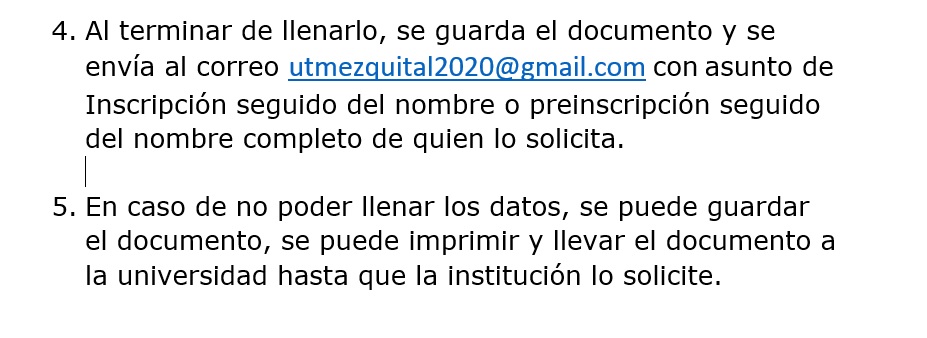 4. Al terminar de llenarlo, se guarda el documento y se
envía al correo utmezquital2020@gmail.com con asunto de
Inscripción seguido del nombre o preinscripción seguido
del nombre completo de quien lo solicita.
5. En caso de no poder llenar los datos, se puede guardar
el documento, se puede imprimir y llevar el documento a
la universidad hasta que la institución lo solicite.